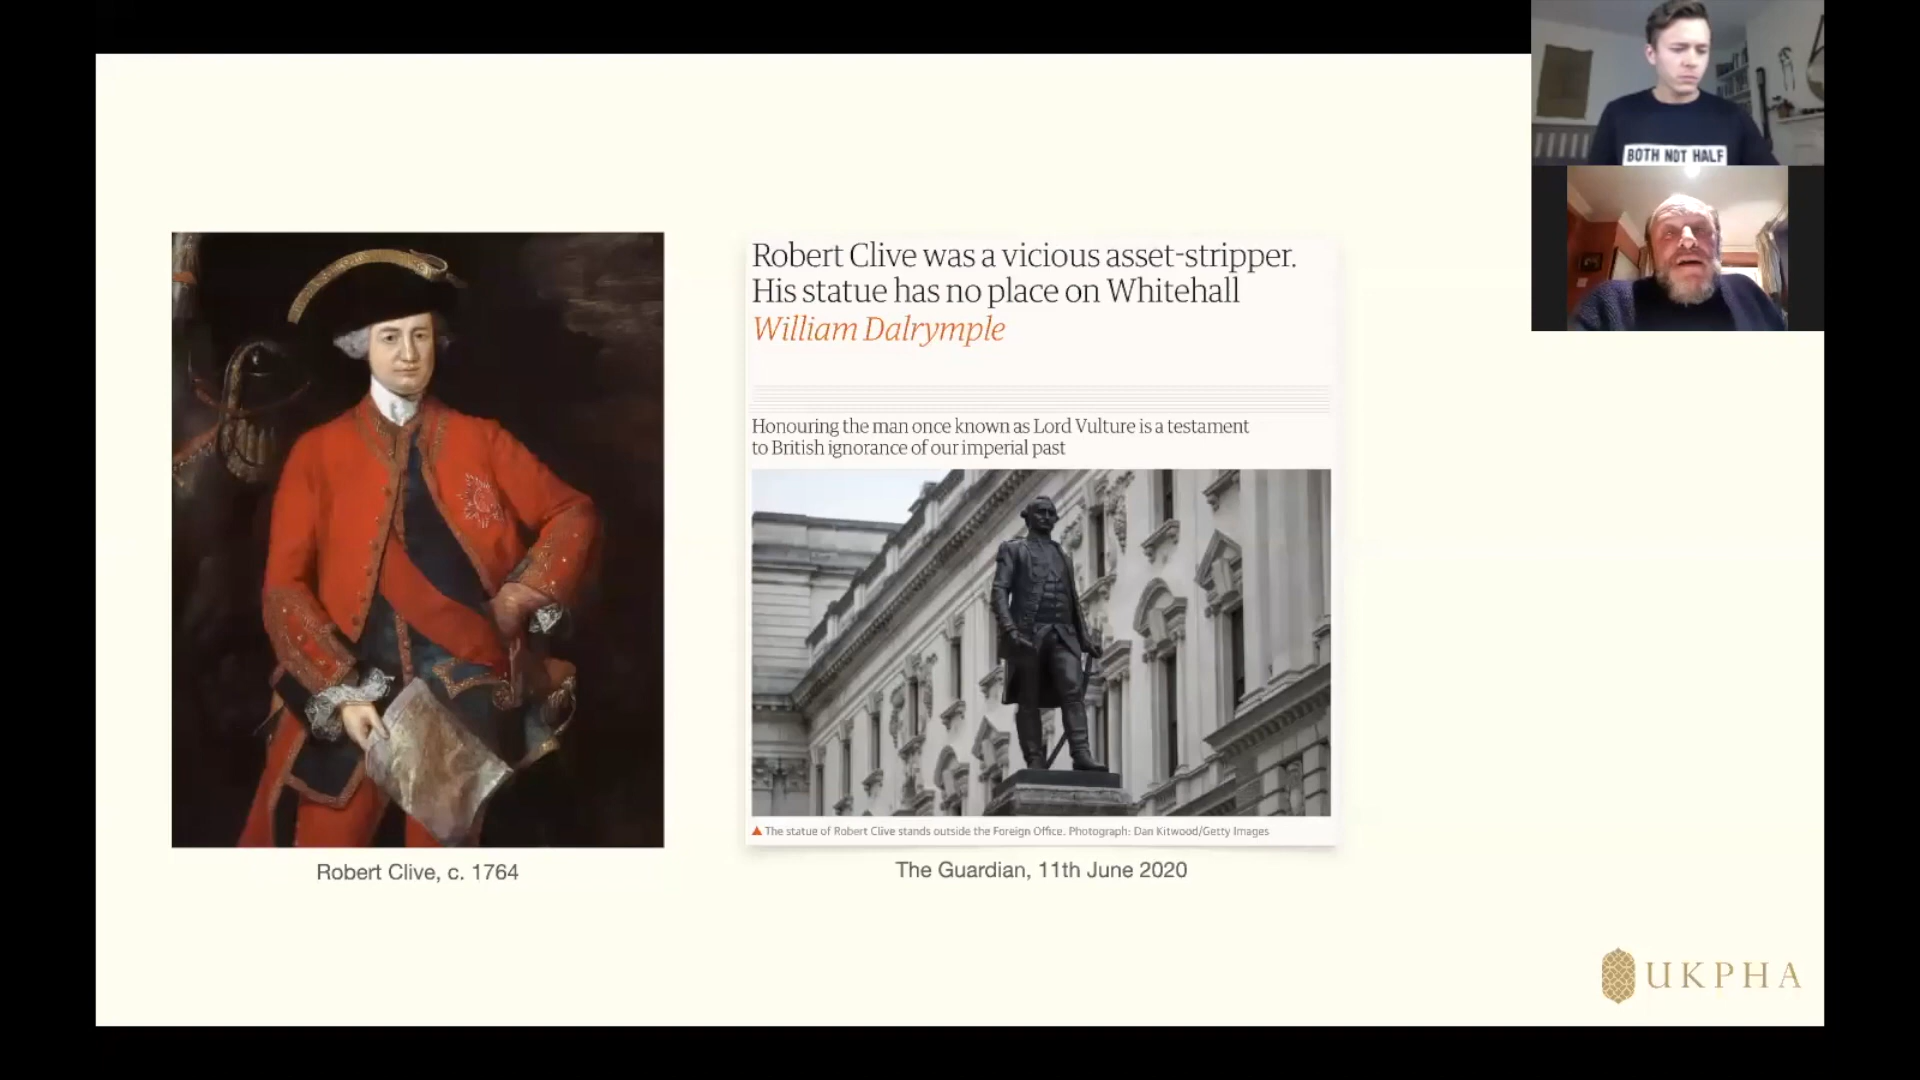 BOTH NOT HALF
Robert Clive was a vicious asset-stripper.
His statue has no place on Whitehall
William Dalrymple
Honouring the man once known as Lord Vulture is a testament
to British ignorance of our imperial past
The statue of Robert Clive stands outside the Foreign Office. Photograph: Dan Kitwood/Getty Images
Robert Clive, c. 1764
The Guardian, 11th June 2020
UKPHA